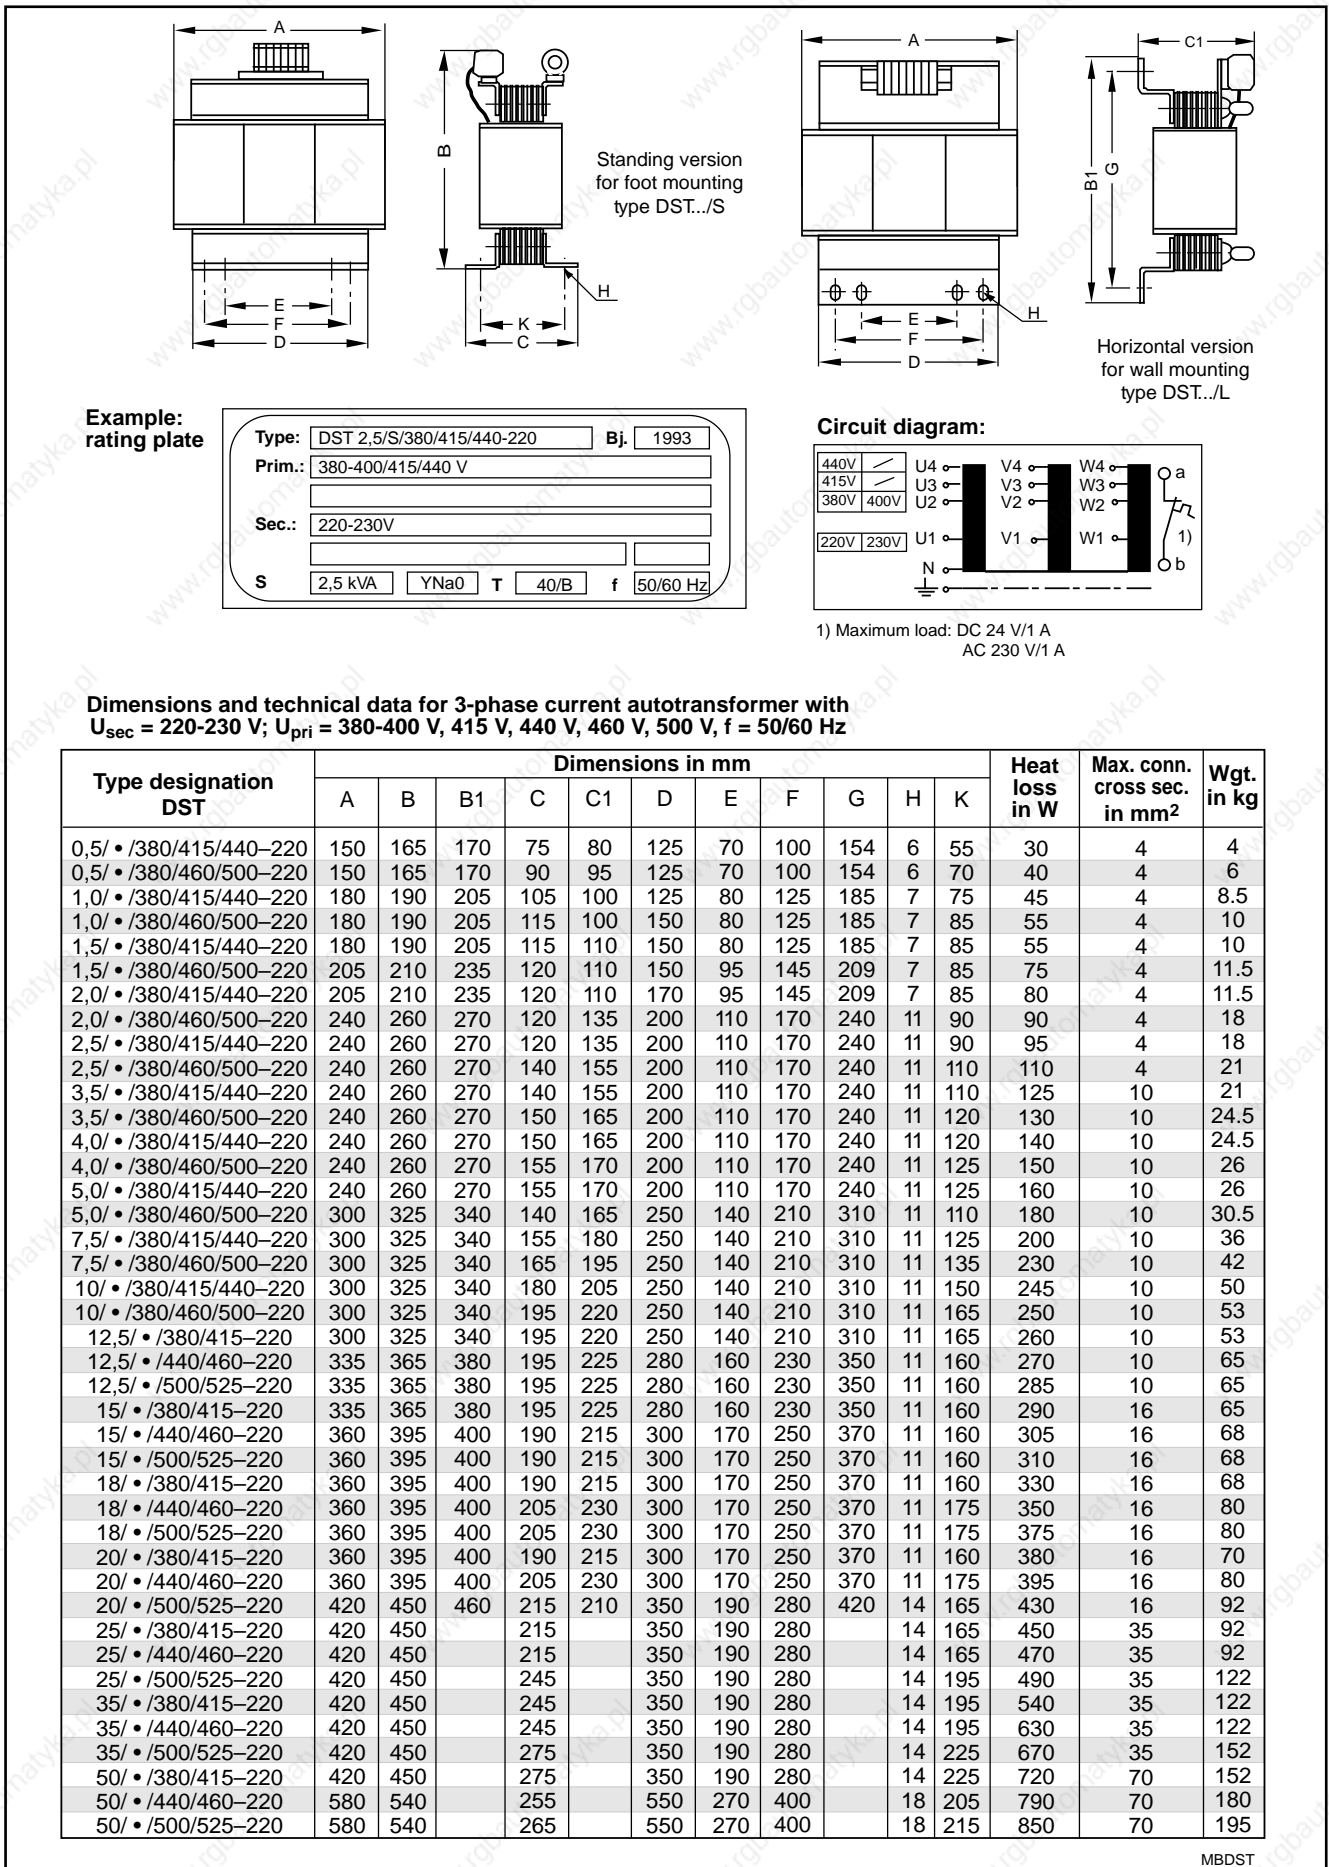 A
B
Standing version
for foot mounting
type DST.../S
E
F
D
K
C
H
A
C1
B1
G
E
F
D
H
Horizontal version
for wall mounting
type DST.../L
Example:
rating plate
Type: DST 2,5/S/380/415/440-220 Bj. 1993
Prim.: 380-400/415/440 V
Sec.: 220-230V
S 2,5 kVA YNa0 T 40/B f 50/60 Hz
Circuit diagram:
440V U4 V4 W4 a
415V U3 V3 W3
380V 400V U2 V2 W2
220V 230V U1 V1 W1 1)
N b
1) Maximum load: DC 24 V/1 A
AC 230 V/1 A
Dimensions and technical data for 3-phase current autotransformer with
Usec = 220-230 V; Upri = 380-400 V, 415 V, 440 V, 460 V, 500 V, f = 50/60 Hz
Type designation DST Dimensions in mm Heat loss in W Max. conn. cross sec. in mm2 Wgt. in kg
A B B1 C C1 D E F G H K
0,5/ • /380/415/440–220 150 165 170 75 80 125 70 100 154 6 55 30 4 4
0,5/ • /380/460/500–220 150 165 170 90 95 125 70 100 154 6 70 40 4 6
1,0/ • /380/415/440–220 180 190 205 105 100 125 80 125 185 7 75 45 4 8.5
1,0/ • /380/460/500–220 180 190 205 115 100 150 80 125 185 7 85 55 4 10
1,5/ • /380/415/440–220 180 190 205 115 110 150 80 125 185 7 85 55 4 10
1,5/ • /380/460/500–220 205 210 235 120 110 150 95 145 209 7 85 75 4 11.5
2,0/ • /380/415/440–220 205 210 235 120 110 170 95 145 209 7 85 80 4 11.5
2,0/ • /380/460/500–220 240 260 270 120 135 200 110 170 240 11 90 90 4 18
2,5/ • /380/415/440–220 240 260 270 120 135 200 110 170 240 11 90 95 4 18
2,5/ • /380/460/500–220 240 260 270 140 155 200 110 170 240 11 110 110 4 21
3,5/ • /380/415/440–220 240 260 270 140 155 200 110 170 240 11 110 125 10 21
3,5/ • /380/460/500–220 240 260 270 150 165 200 110 170 240 11 120 130 10 24.5
4,0/ • /380/415/440–220 240 260 270 150 165 200 110 170 240 11 120 140 10 24.5
4,0/ • /380/460/500–220 240 260 270 155 170 200 110 170 240 11 125 150 10 26
5,0/ • /380/415/440–220 240 260 270 155 170 200 110 170 240 11 125 160 10 26
5,0/ • /380/460/500–220 300 325 340 140 165 250 140 210 310 11 110 180 10 30.5
7,5/ • /380/415/440–220 300 325 340 155 180 250 140 210 310 11 125 200 10 36
7,5/ • /380/460/500–220 300 325 340 165 195 250 140 210 310 11 135 230 10 42
10/ • /380/415/440–220 300 325 340 180 205 250 140 210 310 11 150 245 10 50
10/ • /380/460/500–220 300 325 340 195 220 250 140 210 310 11 165 250 10 53
12,5/ • /380/415–220 300 325 340 195 220 250 140 210 310 11 165 260 10 53
12,5/ • /440/460–220 335 365 380 195 225 280 160 230 350 11 160 270 10 65
12,5/ • /500/525–220 335 365 380 195 225 280 160 230 350 11 160 285 10 65
15/ • /380/415–220 335 365 380 195 225 280 160 230 350 11 160 290 16 65
15/ • /440/460–220 360 395 400 190 215 300 170 250 370 11 160 305 16 68
15/ • /500/525–220 360 395 400 190 215 300 170 250 370 11 160 310 16 68
18/ • /380/415–220 360 395 400 190 215 300 170 250 370 11 160 330 16 68
18/ • /440/460–220 360 395 400 205 230 300 170 250 370 11 175 350 16 80
18/ • /500/525–220 360 395 400 205 230 300 170 250 370 11 175 375 16 80
20/ • /380/415–220 360 395 400 190 215 300 170 250 370 11 160 380 16 70
20/ • /440/460–220 360 395 400 205 230 300 170 250 370 11 175 395 16 80
20/ • /500/525–220 420 450 460 215 210 350 190 280 420 14 165 430 16 92
25/ • /380/415–220 420 450 215 350 190 280 14 165 450 35 92
25/ • /440/460–220 420 450 215 350 190 280 14 165 470 35 92
25/ • /500/525–220 420 450 245 350 190 280 14 195 490 35 122
35/ • /380/415–220 420 450 245 350 190 280 14 195 540 35 122
35/ • /440/460–220 420 450 245 350 190 280 14 195 630 35 122
35/ • /500/525–220 420 450 275 350 190 280 14 225 670 35 152
50/ • /380/415–220 420 450 275 350 190 280 14 225 720 70 152
50/ • /440/460–220 580 540 255 550 270 400 18 205 790 70 180
50/ • /500/525–220 580 540 265 550 270 400 18 215 850 70 195
MBDST
www.rgbautomatyka.pl